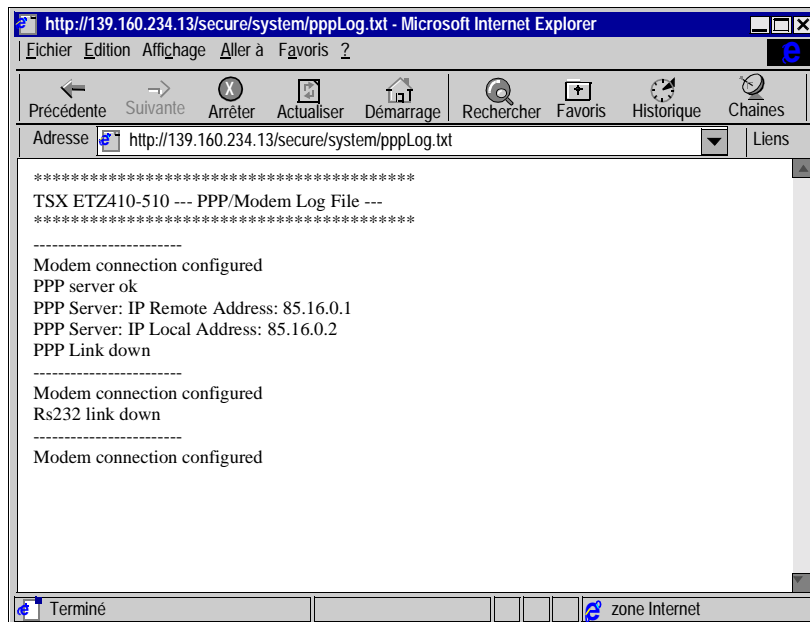 http://139.160.234.13/secure/system/pppLog.txt - Microsoft Internet Explorer
Fichier Edition Affichage Aller à Favoris ?
Précédente Suivante Arrêter Actualiser Démarrage Rechercher Favoris Historique Chaines
Adresse http://139.160.234.13/secure/system/pppLog.txt Liens
*****************************************
TSX ETZ410-510 --- PPP/Modem Log File ---
*****************************************
------------------------
Modem connection configured
PPP server ok
PPP Server: IP Remote Address: 85.16.0.1
PPP Server: IP Local Address: 85.16.0.2
PPP Link down
------------------------
Modem connection configured
Rs232 link down
------------------------
Modem connection configured
Terminé zone Internet